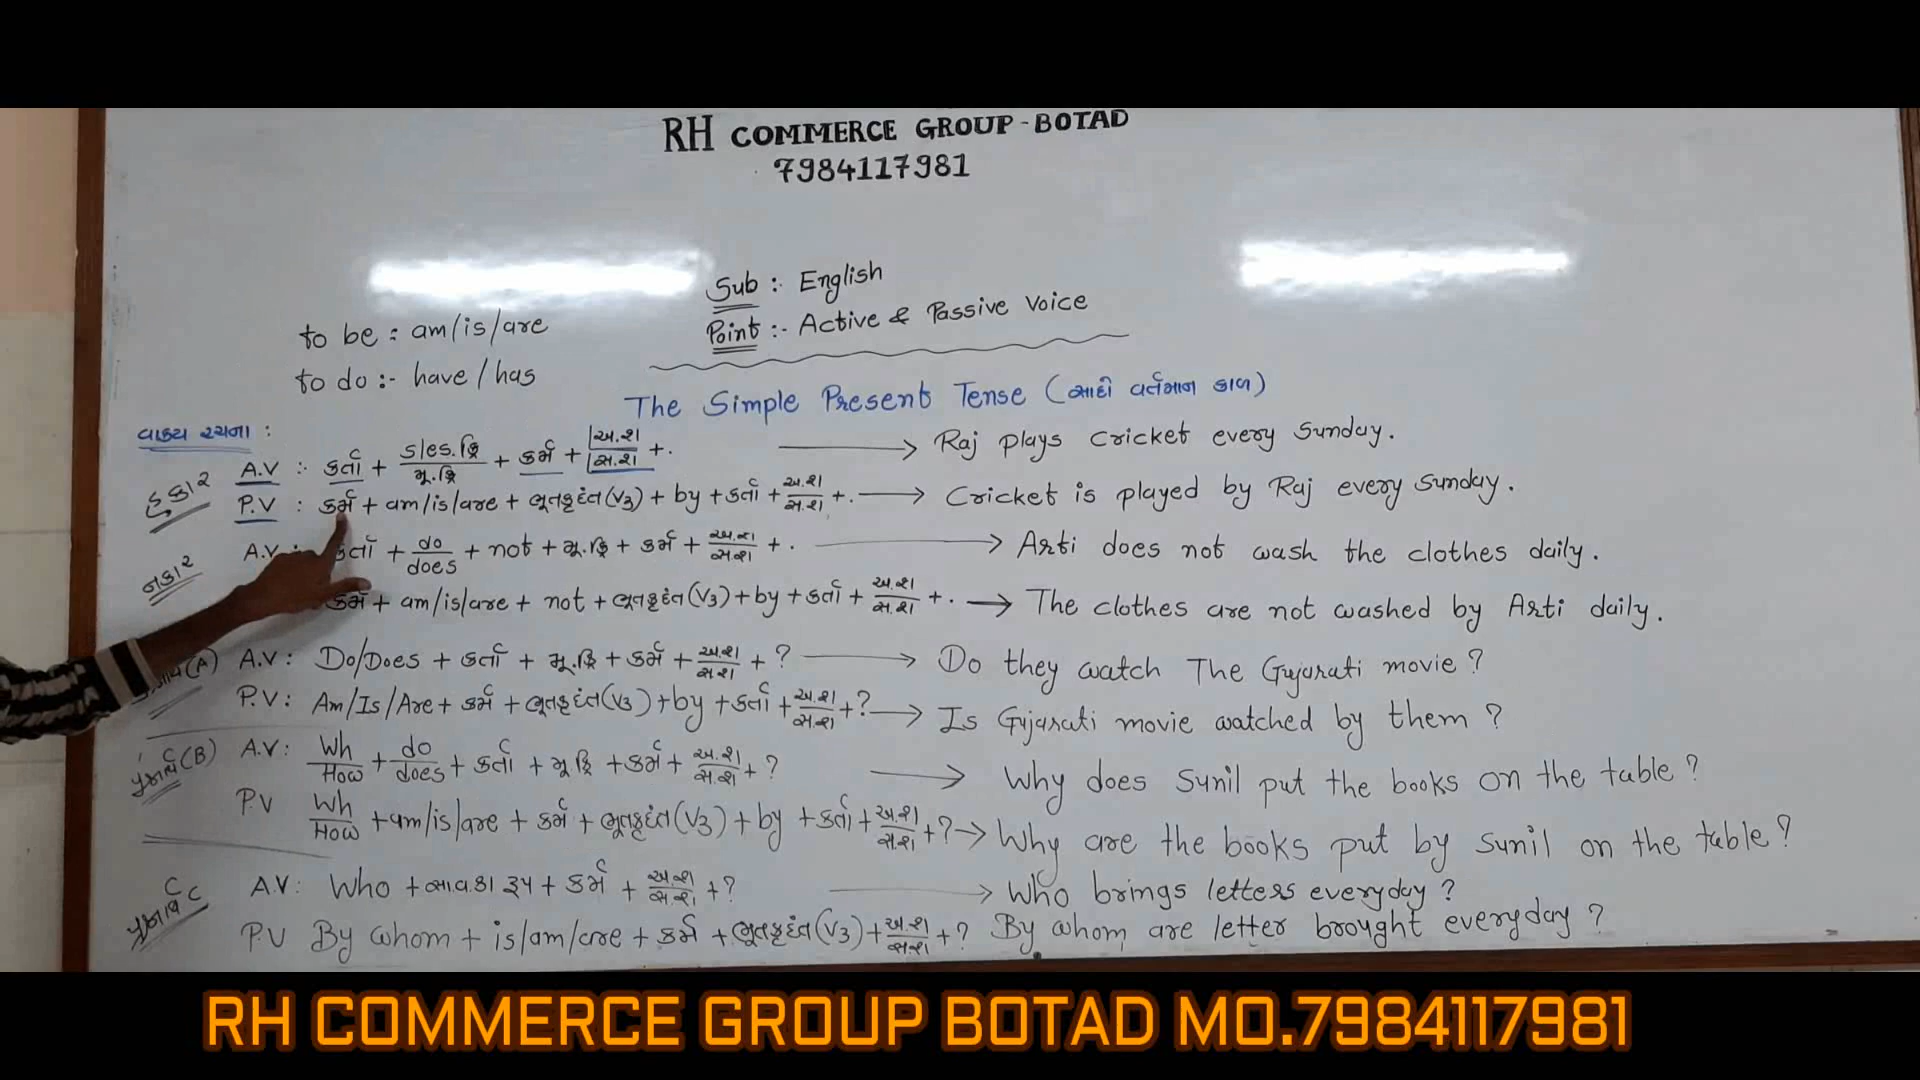 RH COMMERCE GROUP - BOTAD
7984117981
Sub :- English
Point :- Active & Passive Voice
to be : am/is/are
to do :- have/has
The Simple Present Tense (સાદો વર્તમાન કાળ)
વાક્ય રચના :
હકાર A.V :- કર્તા + s/es.ક્રિ/મૂ.ક્રિ + કર્મ + અ.શ/સ.શ +. → Raj plays cricket every Sunday.
P.V : કર્મ + am/is/are + ભૂતકૃદંત(V3) + by + કર્તા + અ.શ/સ.શ +. → Cricket is played by Raj every Sunday.
નકાર A.V : કર્તા + do/does + not + મૂ.ક્રિ + કર્મ + અ.શ/સ.શ +. → Arti does not wash the clothes daily.
કર્મ + am/is/are + not + ભૂતકૃદંત(V3) + by + કર્તા + અ.શ/સ.શ +. → The clothes are not washed by Arti daily.
(A) A.V : Do/Does + કર્તા + મૂ.ક્રિ + કર્મ + અ.શ/સ.શ + ? → Do they watch The Gujarati movie?
P.V : Am/Is/Are + કર્મ + ભૂતકૃદંત(V3) + by + કર્તા + અ.શ/સ.શ + ? → Is Gujarati movie watched by them?
પ્રશ્નાર્થ (B) A.V : Wh/How + do/does + કર્તા + મૂ.ક્રિ + કર્મ + અ.શ/સ.શ + ? → Why does Sunil put the books on the table?
P.V Wh/How + am/is/are + કર્મ + ભૂતકૃદંત(V3) + by + કર્તા + અ.શ/સ.શ + ? → Why are the books put by Sunil on the table?
પ્રશ્નાર્થ C A.V : Who + સા.વ.કા રૂપ + કર્મ + અ.શ/સ.શ + ? → Who brings letters everyday?
P.V By whom + is/am/are + કર્મ + ભૂતકૃદંત(V3) + અ.શ/સ.શ + ? By whom are letter brought everyday?
RH COMMERCE GROUP BOTAD MO.7984117981